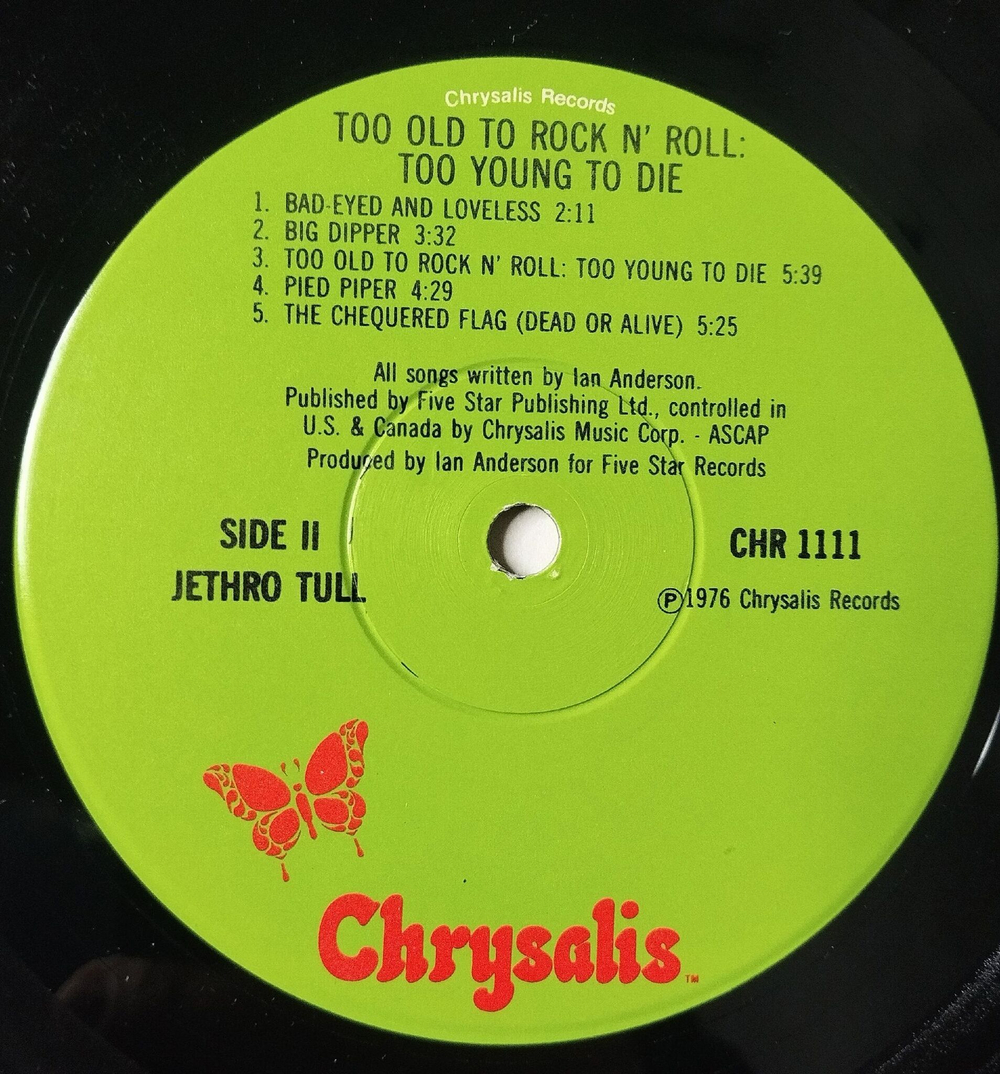 Chrysalis Records
TOO OLD TO ROCK N' ROLL:
TOO YOUNG TO DIE
1. BAD-EYED AND LOVELESS 2:11
2. BIG DIPPER 3:32
3. TOO OLD TO ROCK N' ROLL: TOO YOUNG TO DIE 5:39
4. PIED PIPER 4:29
5. THE CHEQUERED FLAG (DEAD OR ALIVE) 5:25
All songs written by Ian Anderson.
Published by Five Star Publishing Ltd., controlled in
U.S. & Canada by Chrysalis Music Corp. - ASCAP
Produced by Ian Anderson for Five Star Records
SIDE II
JETHRO TULL
CHR 1111
℗1976 Chrysalis Records
Chrysalis™